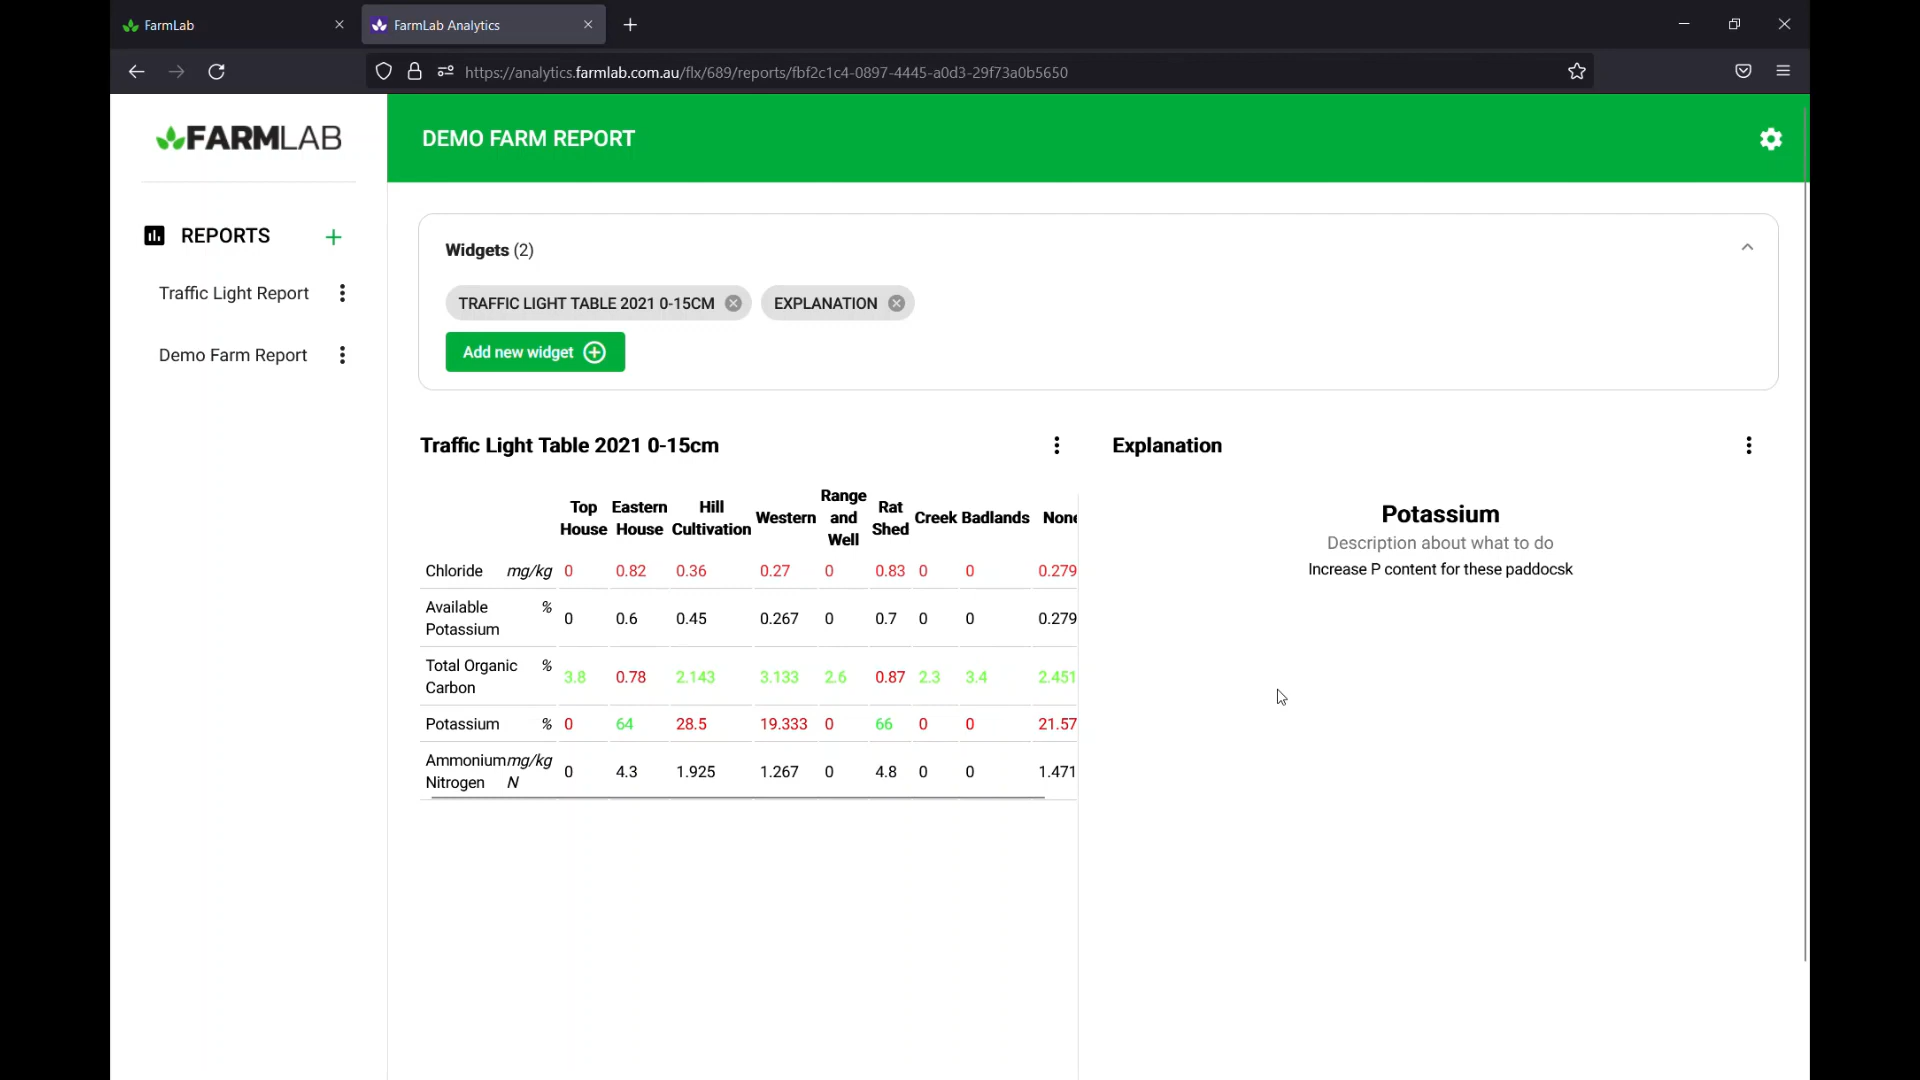 FarmLab
FarmLab Analytics
https://analytics.farmlab.com.au/flx/689/reports/fbf2c1c4-0897-4445-a0d3-29f73a0b5650
FARMLAB
DEMO FARM REPORT
REPORTS
Traffic Light Report
Demo Farm Report
Widgets (2)
TRAFFIC LIGHT TABLE 2021 0-15CM
EXPLANATION
Add new widget
Traffic Light Table 2021 0-15cm
Top House Eastern House Hill Cultivation Western Range and Well Rat Shed Creek Badlands None
Chloride mg/kg 0 0.82 0.36 0.27 0 0.83 0 0 0.279
Available Potassium % 0 0.6 0.45 0.267 0 0.7 0 0 0.279
Total Organic Carbon % 3.8 0.78 2.143 3.133 2.6 0.87 2.3 3.4 2.451
Potassium % 0 64 28.5 19.333 0 66 0 0 21.57
Ammonium Nitrogen mg/kg N 0 4.3 1.925 1.267 0 4.8 0 0 1.471
Explanation
Potassium
Description about what to do
Increase P content for these paddocsk